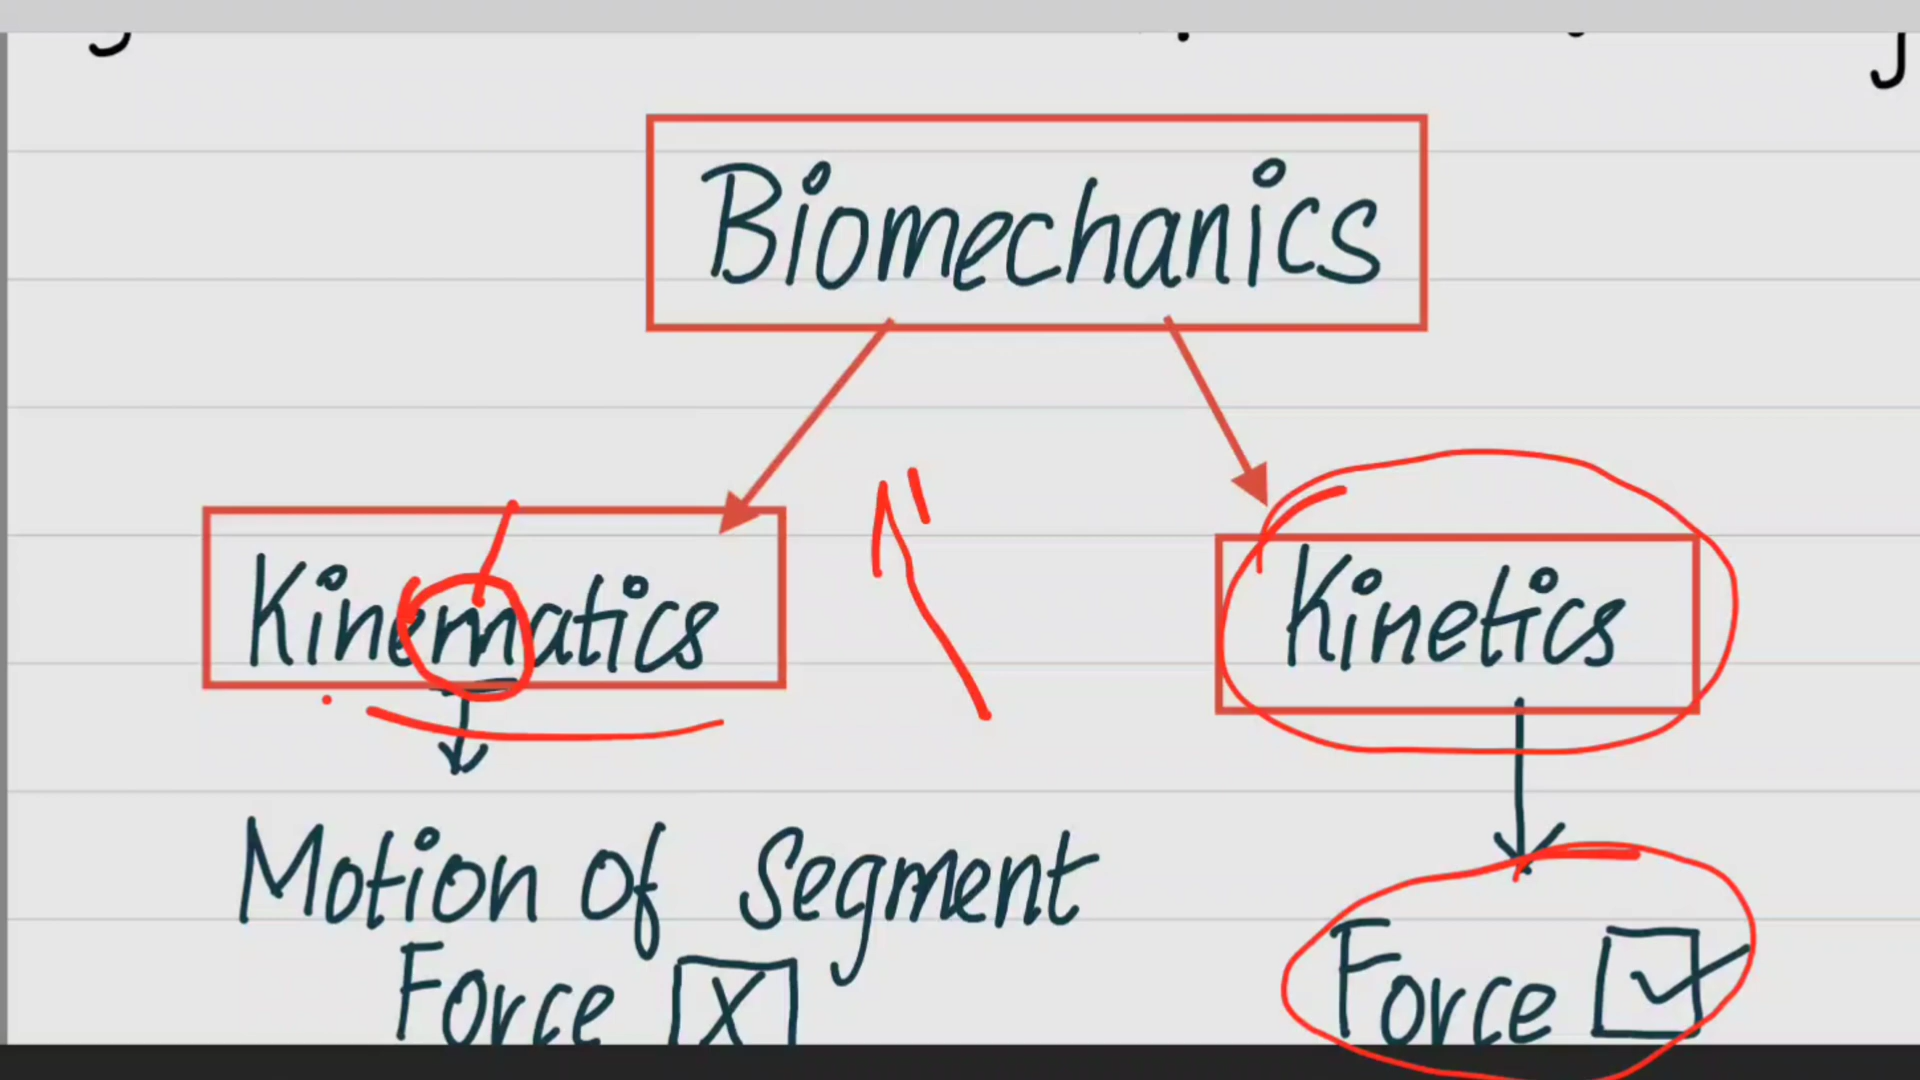 Biomechanics
Kinematics
Kinetics
Motion of Segment
Force X
Force ✓